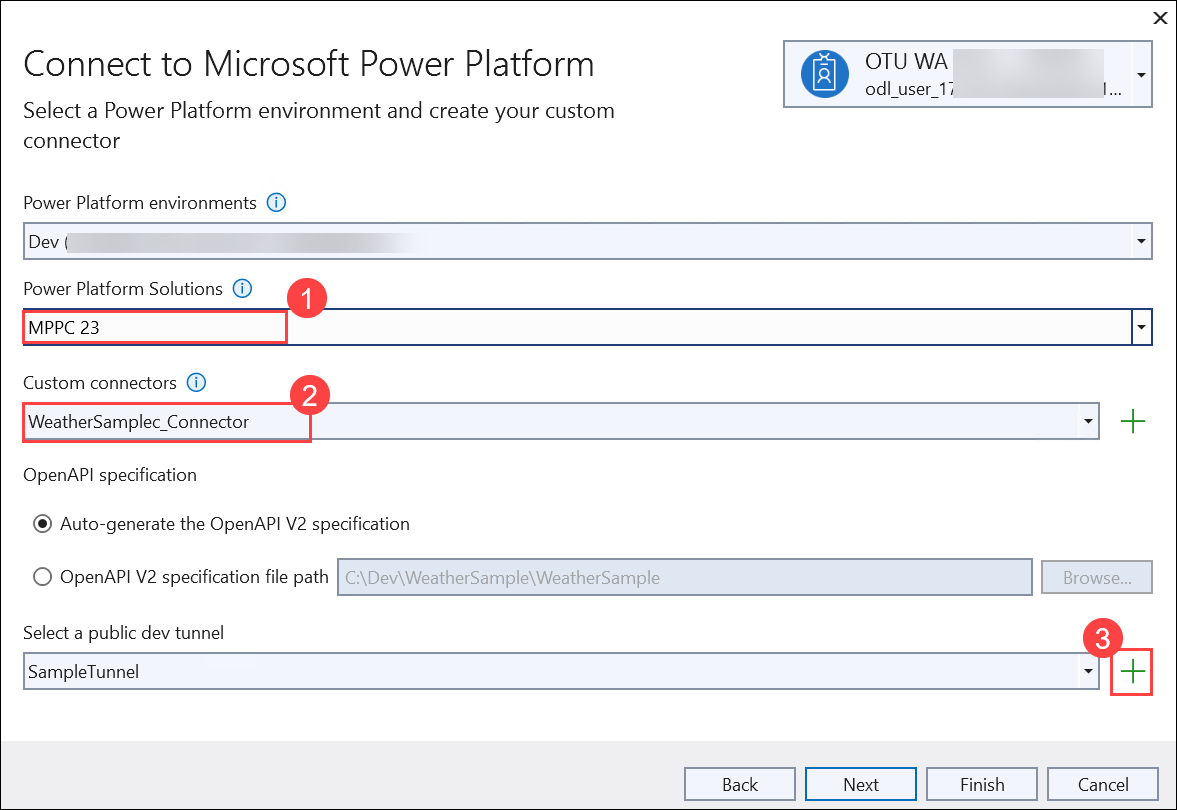 Connect to Microsoft Power Platform
OTU WA
Select a Power Platform environment and create your custom
odl_user_17 1...
connector
Power Platform environments
Dev (
Power Platform Solutions
1
MPPC 23
Custom connectors
2
WeatherSamplec_Connector
OpenAPI specification
Auto-generate the OpenAPI V2 specification
OpenAPI V2 specification file path
C:\Dev\WeatherSample\WeatherSample
Browse...
Select a public dev tunnel
3
SampleTunnel
Back
Next
Finish
Cancel